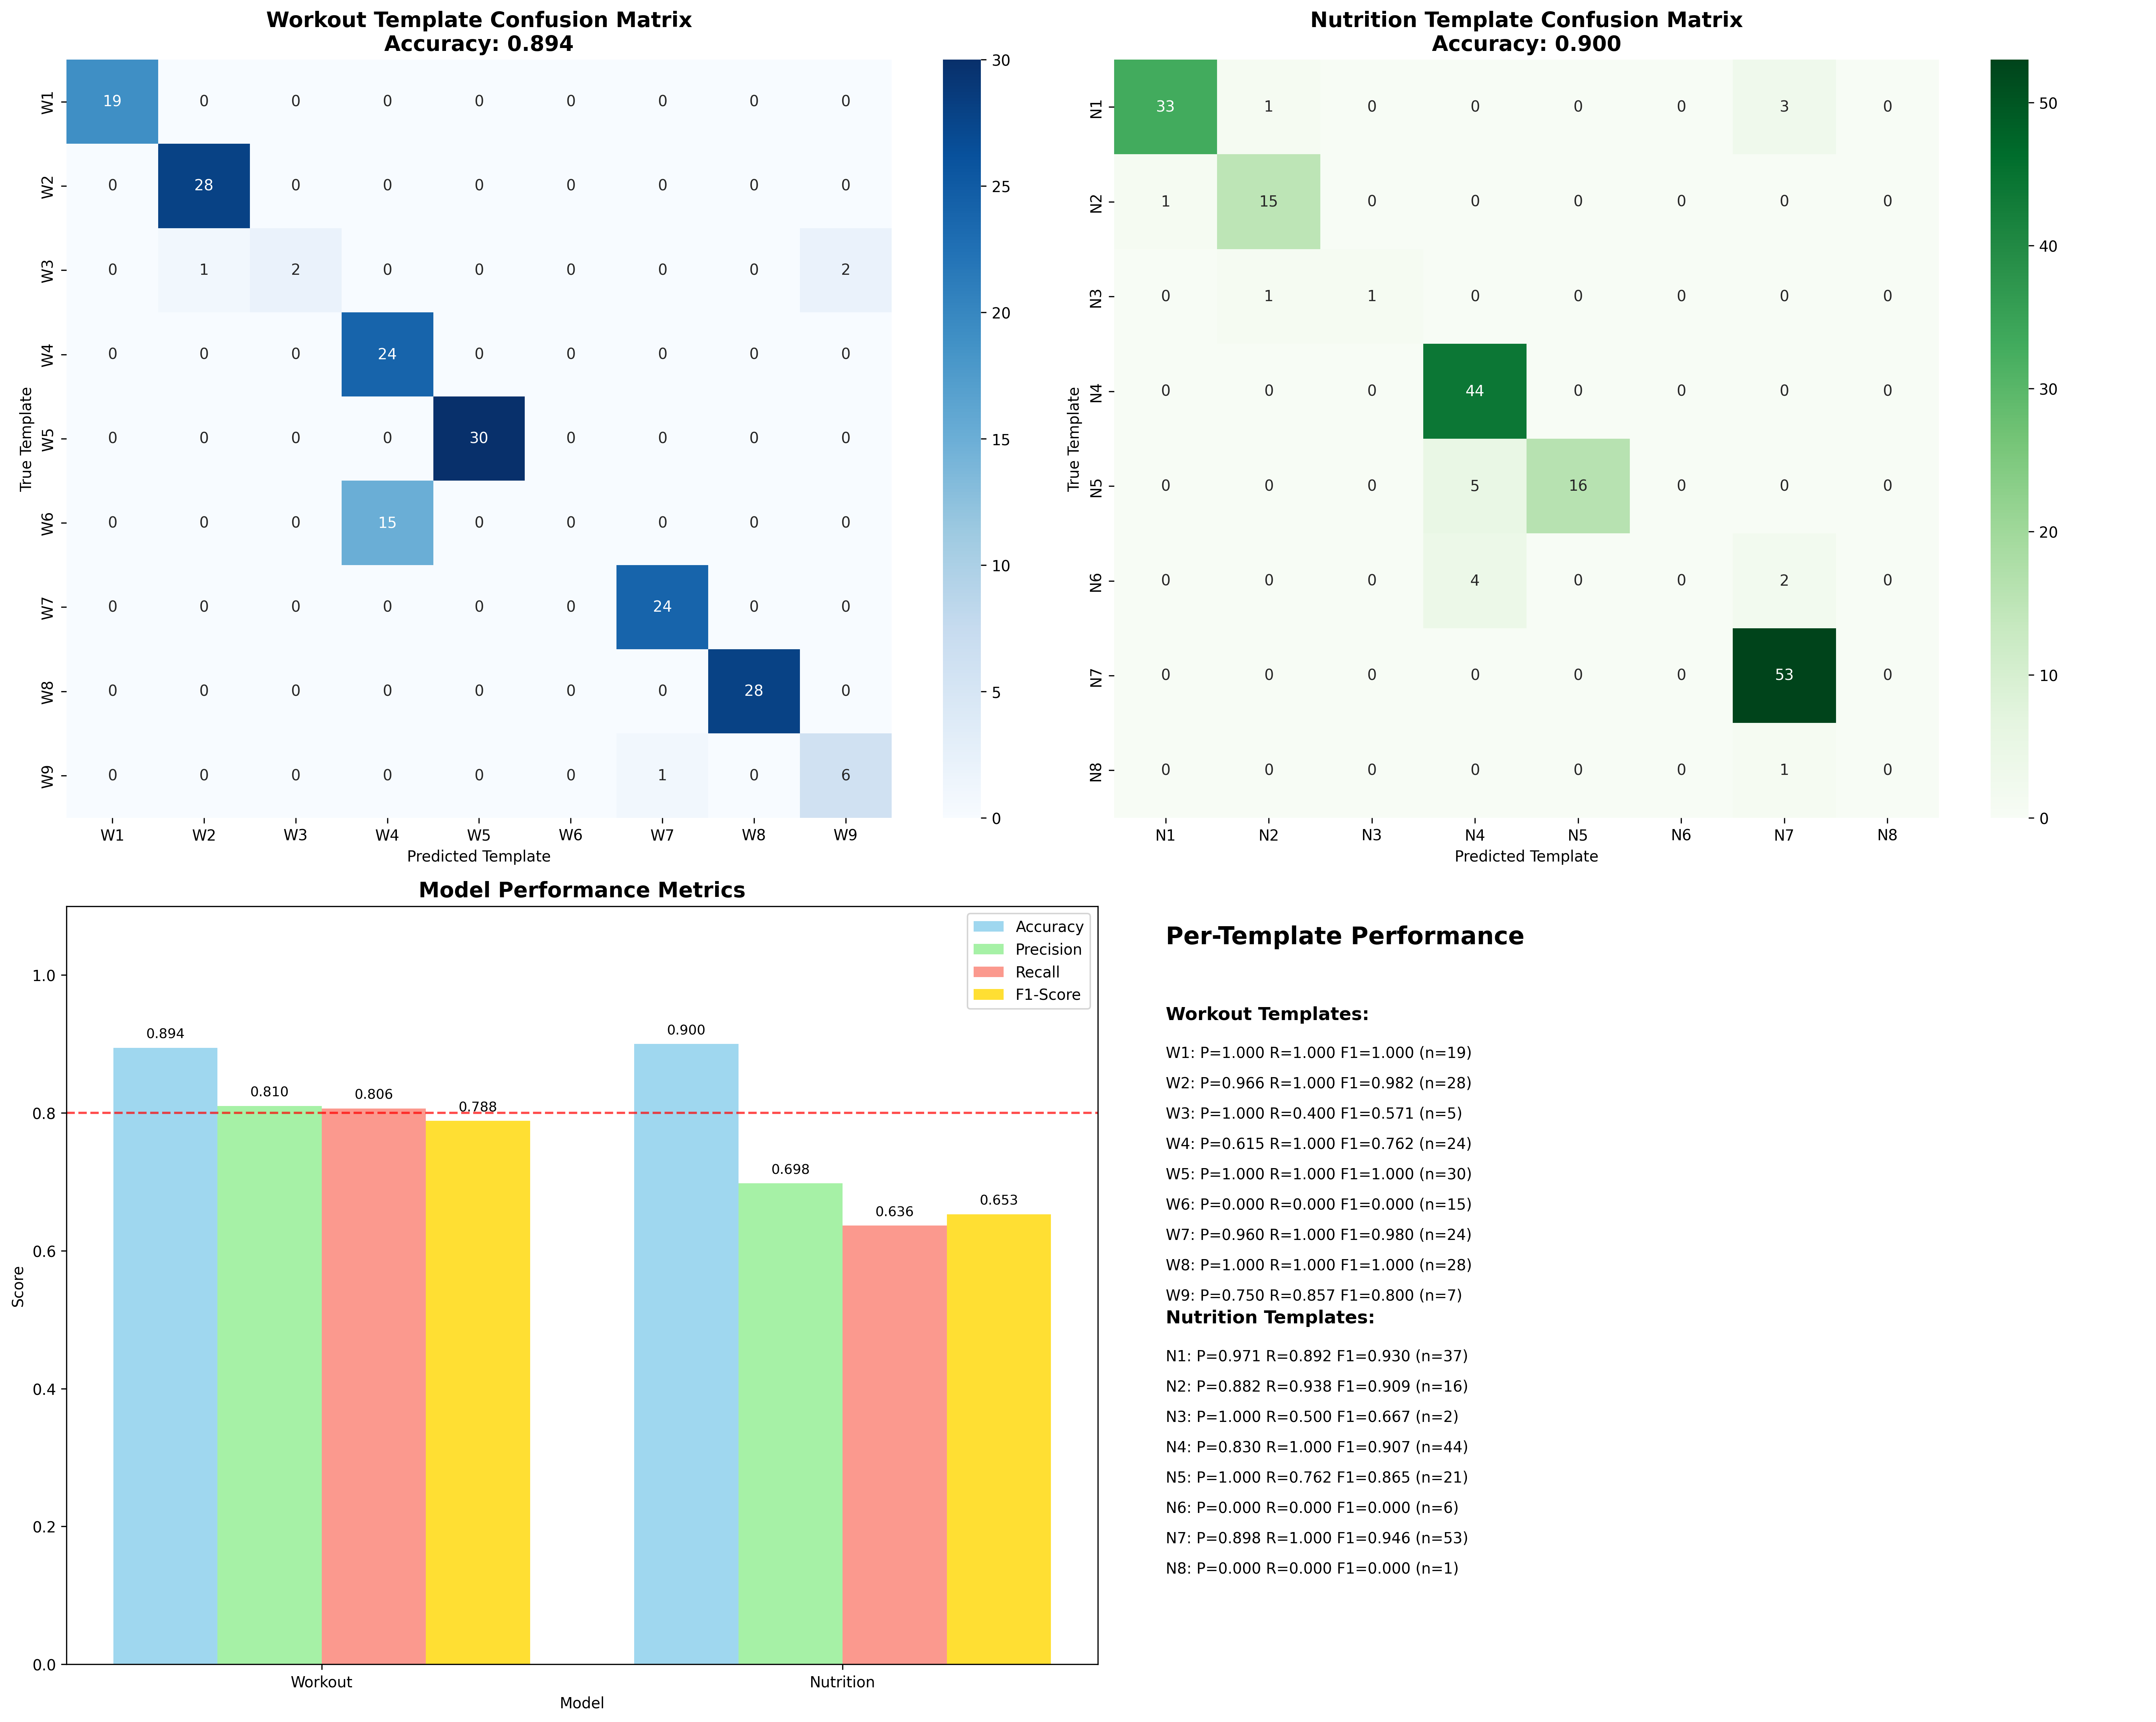 Workout Template Confusion Matrix
Accuracy: 0.894
True Template
W1 19 0 0 0 0 0 0 0 0
W2 0 28 0 0 0 0 0 0 0
W3 0 1 2 0 0 0 0 0 2
W4 0 0 0 24 0 0 0 0 0
W5 0 0 0 0 30 0 0 0 0
W6 0 0 0 15 0 0 0 0 0
W7 0 0 0 0 0 0 24 0 0
W8 0 0 0 0 0 0 0 28 0
W9 0 0 0 0 0 0 1 0 6
W1 W2 W3 W4 W5 W6 W7 W8 W9
Predicted Template
30
25
20
15
10
5
0
Nutrition Template Confusion Matrix
Accuracy: 0.900
True Template
N1 33 1 0 0 0 0 3 0
N2 1 15 0 0 0 0 0 0
N3 0 1 1 0 0 0 0 0
N4 0 0 0 44 0 0 0 0
N5 0 0 0 5 16 0 0 0
N6 0 0 0 4 0 0 2 0
N7 0 0 0 0 0 0 53 0
N8 0 0 0 0 0 0 1 0
N1 N2 N3 N4 N5 N6 N7 N8
Predicted Template
50
40
30
20
10
0
Model Performance Metrics
Accuracy
Precision
Recall
F1-Score
Score
1.0
0.8
0.6
0.4
0.2
0.0
0.894
0.810
0.806
0.788
0.900
0.698
0.636
0.653
Workout Nutrition
Model
Per-Template Performance
Workout Templates:
W1: P=1.000 R=1.000 F1=1.000 (n=19)
W2: P=0.966 R=1.000 F1=0.982 (n=28)
W3: P=1.000 R=0.400 F1=0.571 (n=5)
W4: P=0.615 R=1.000 F1=0.762 (n=24)
W5: P=1.000 R=1.000 F1=1.000 (n=30)
W6: P=0.000 R=0.000 F1=0.000 (n=15)
W7: P=0.960 R=1.000 F1=0.980 (n=24)
W8: P=1.000 R=1.000 F1=1.000 (n=28)
W9: P=0.750 R=0.857 F1=0.800 (n=7)
Nutrition Templates:
N1: P=0.971 R=0.892 F1=0.930 (n=37)
N2: P=0.882 R=0.938 F1=0.909 (n=16)
N3: P=1.000 R=0.500 F1=0.667 (n=2)
N4: P=0.830 R=1.000 F1=0.907 (n=44)
N5: P=1.000 R=0.762 F1=0.865 (n=21)
N6: P=0.000 R=0.000 F1=0.000 (n=6)
N7: P=0.898 R=1.000 F1=0.946 (n=53)
N8: P=0.000 R=0.000 F1=0.000 (n=1)